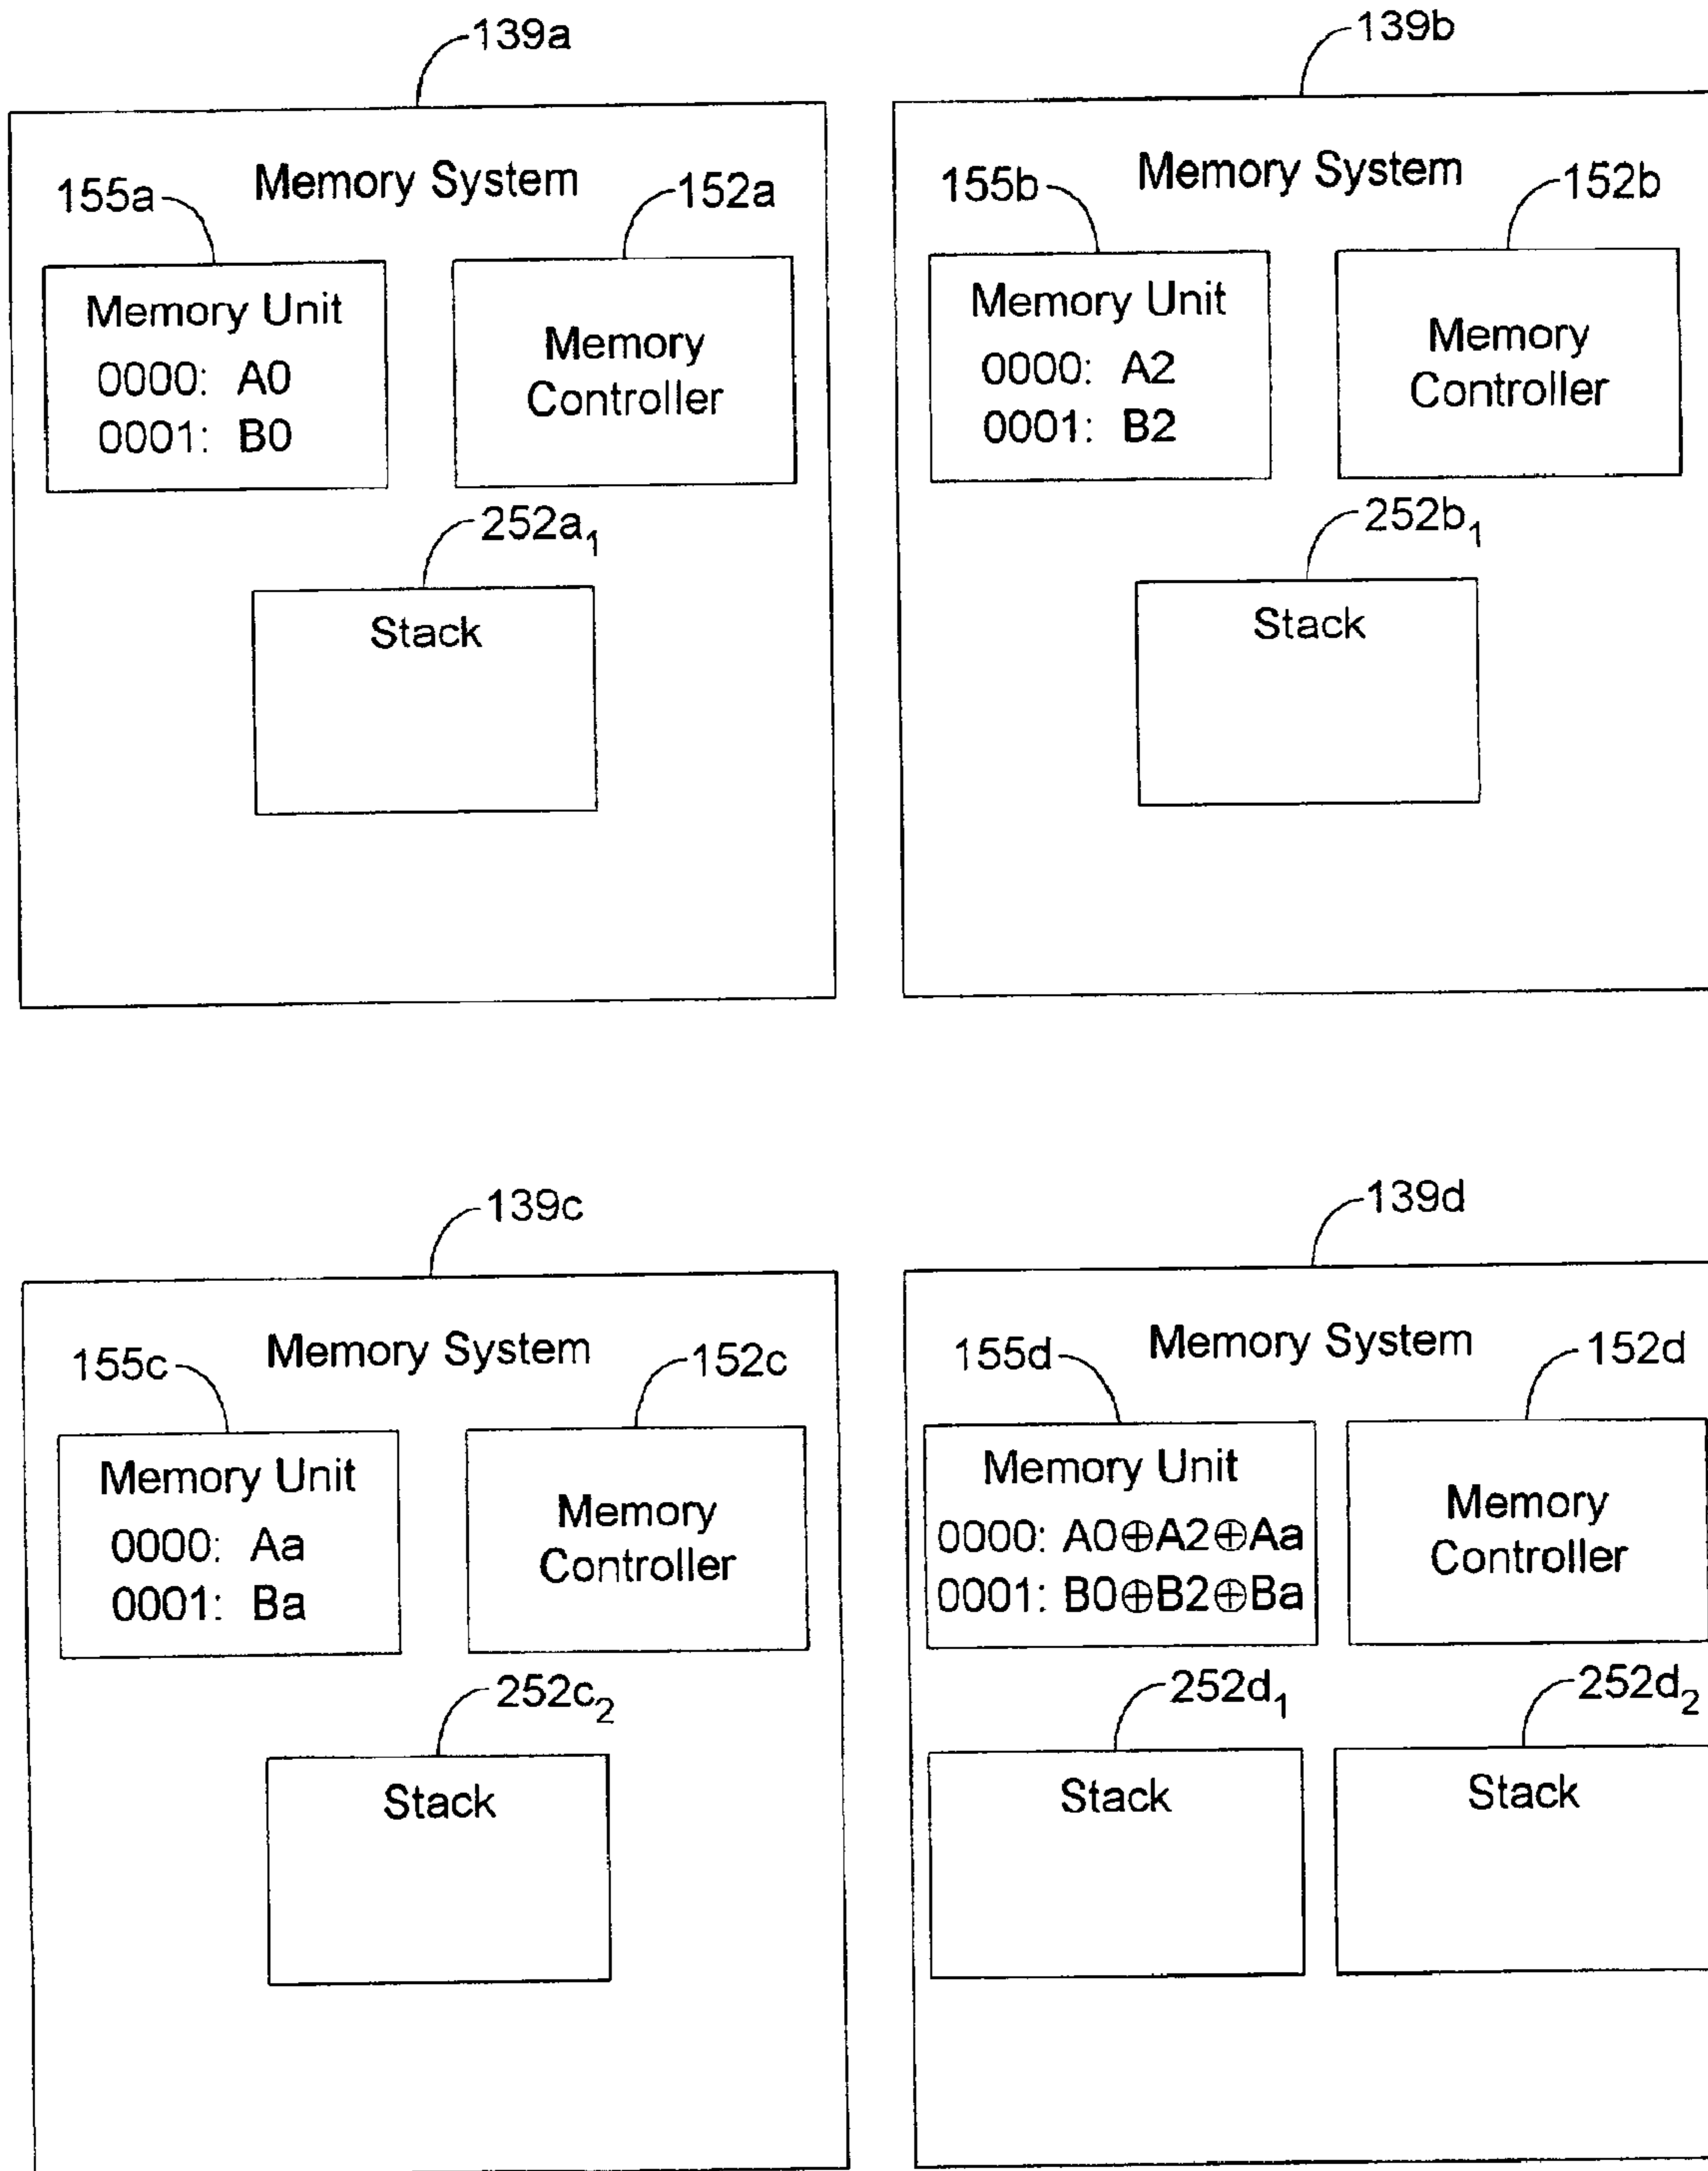 139a
Memory System
155a
152a
Memory Unit
0000: A0
0001: B0
Memory
Controller
252a₁
Stack
139b
Memory System
155b
152b
Memory Unit
0000: A2
0001: B2
Memory
Controller
252b₁
Stack
139c
Memory System
155c
152c
Memory Unit
0000: Aa
0001: Ba
Memory
Controller
252c₂
Stack
139d
Memory System
155d
152d
Memory Unit
0000: A0⊕A2⊕Aa
0001: B0⊕B2⊕Ba
Memory
Controller
252d₁
252d₂
Stack
Stack